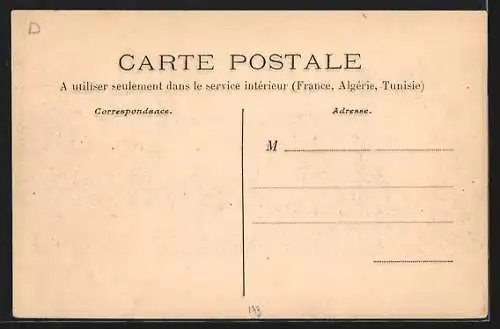 D
CARTE POSTALE
A utiliser seulement dans le service intérieur (France, Algérie, Tunisie)
Correspondance.
Adresse.
M